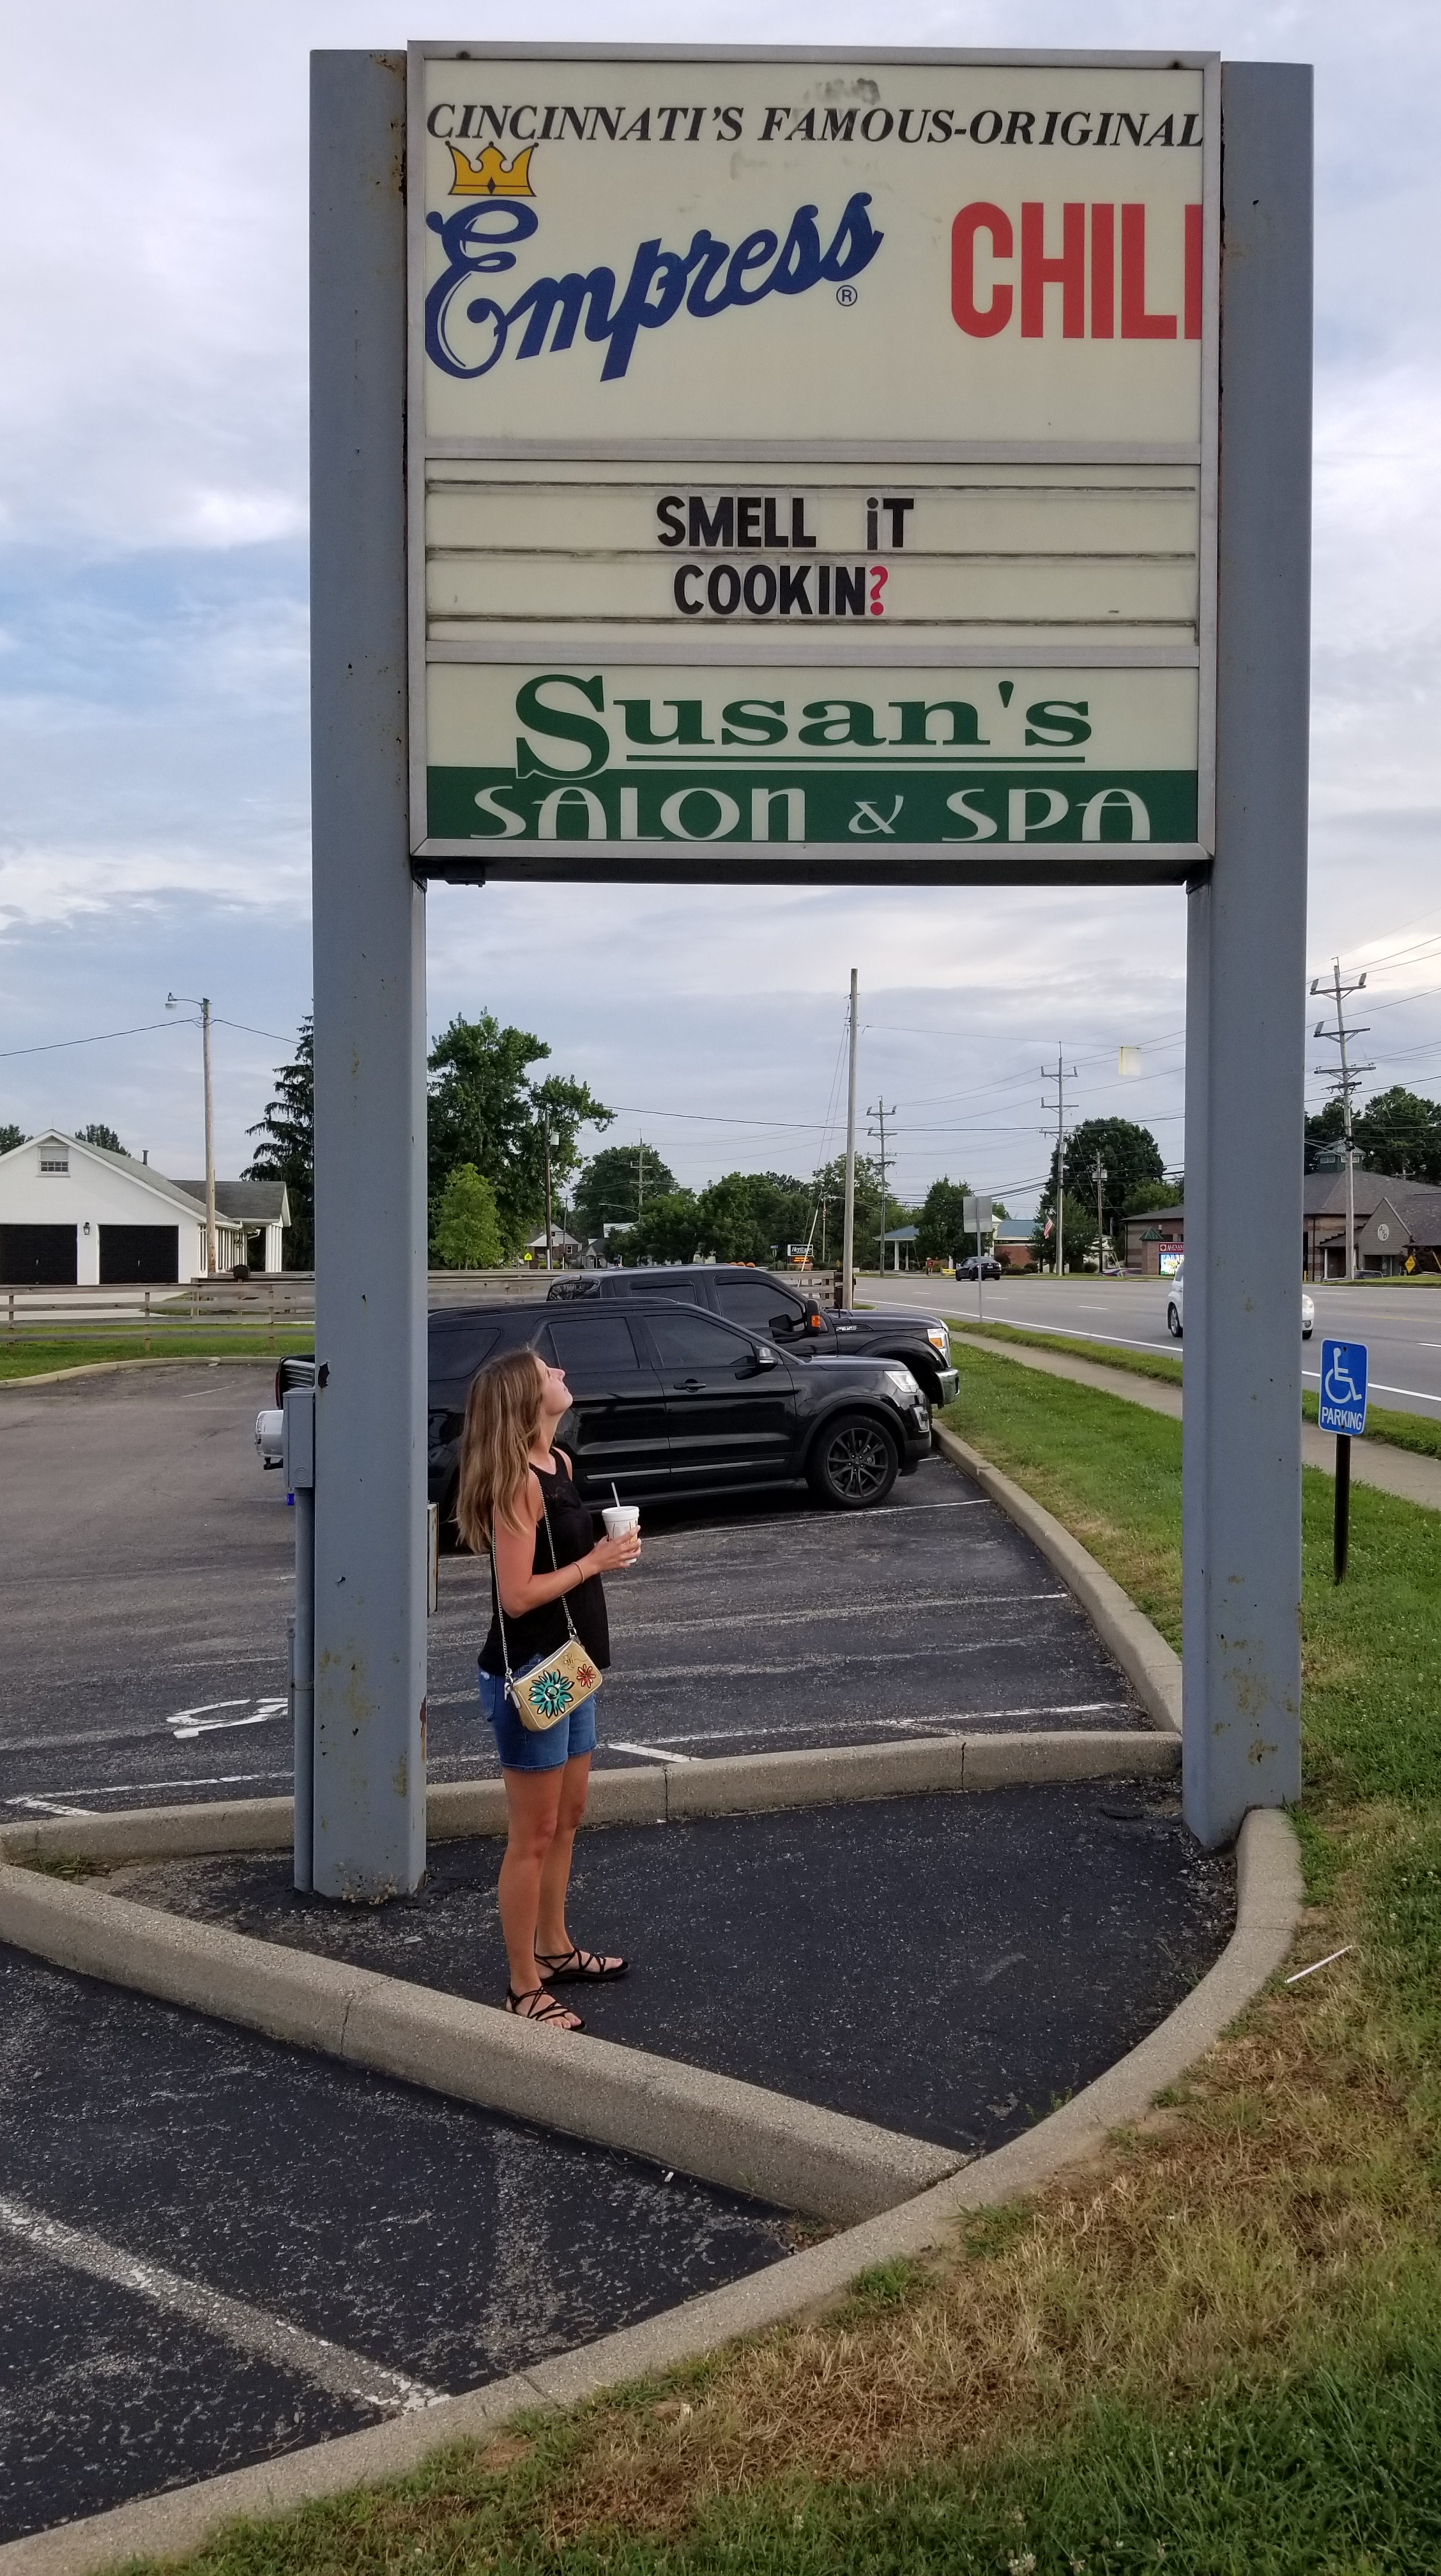 CINCINNATI'S FAMOUS-ORIGINAL
Empress® CHILI
SMELL iT
COOKIN?
Susan's
SALON & SPA
PARKING